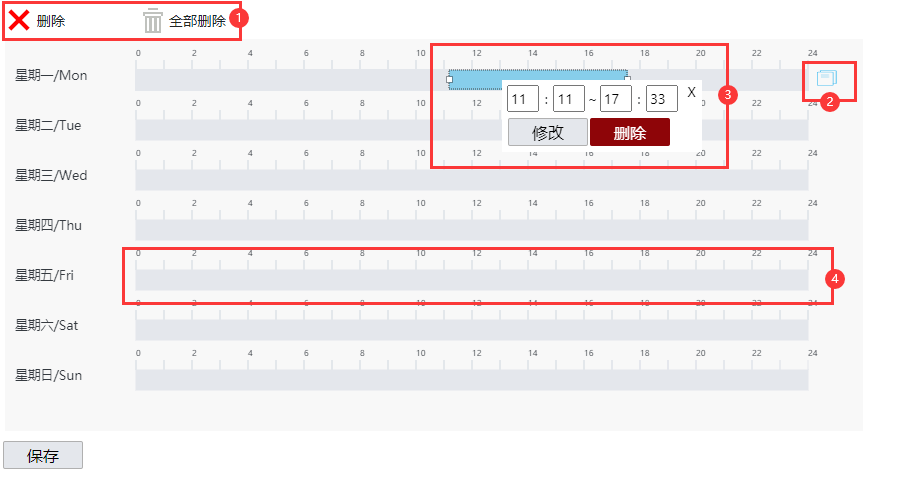 删除 全部删除 1
0 2 4 6 8 10 12 14 16 18 20 22 24
星期一/Mon
2
0 2 4 6 8 10 12 22 24
11 : 11 ~ 17 : 33 X
3
修改 删除
星期二/Tue
0 2 4 6 8 10 12 14 16 18 20 22 24
星期三/Wed
0 2 4 6 8 10 12 14 16 18 20 22 24
星期四/Thu
0 2 4 6 8 10 12 14 16 18 20 22 24
星期五/Fri
4
0 2 4 6 8 10 12 14 16 18 20 22 24
星期六/Sat
0 2 4 6 8 10 12 14 16 18 20 22 24
星期日/Sun
保存